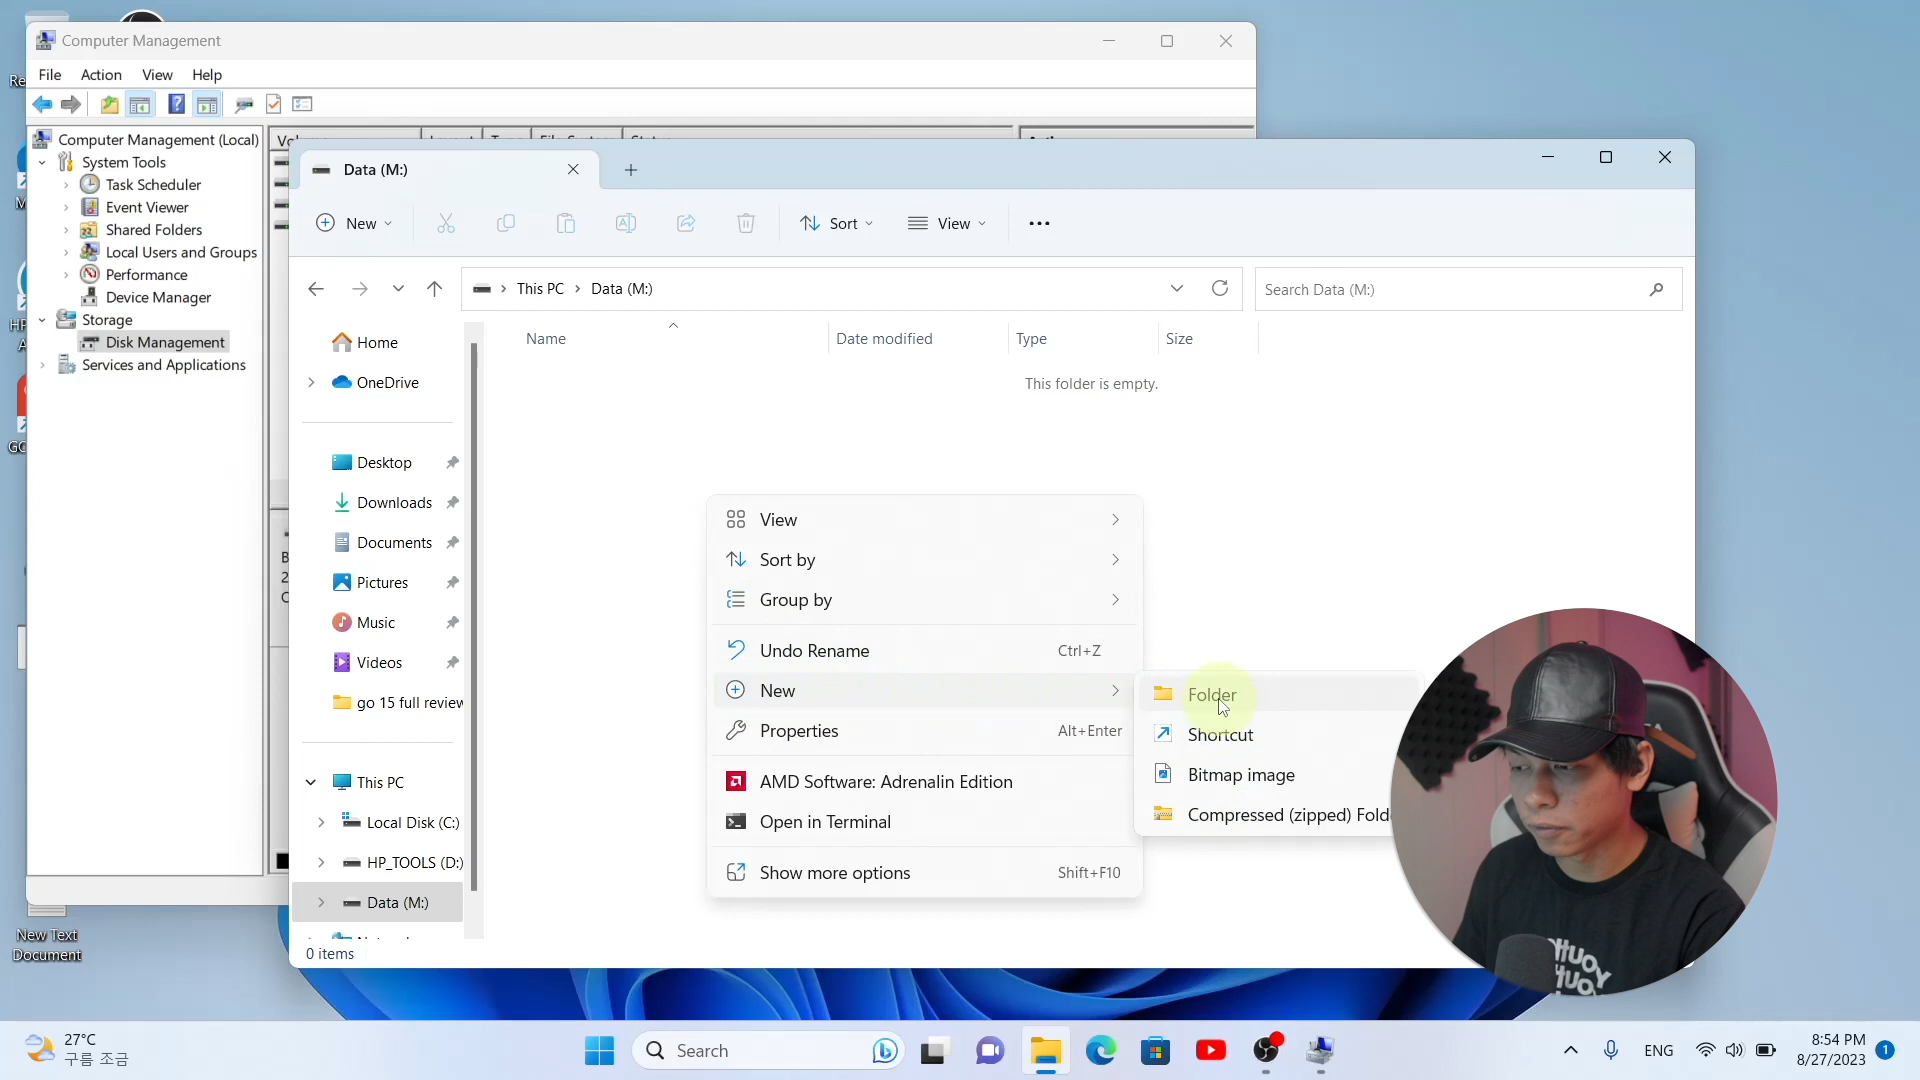 Computer Management
File Action View Help
Computer Management (Local)
System Tools
Task Scheduler
Event Viewer
Shared Folders
Local Users and Groups
Performance
Device Manager
Storage
Disk Management
Services and Applications
Data (M:)
New
Sort
View
This PC
Data (M:)
Search Data (M:)
Name
Date modified
Type
Size
This folder is empty.
Home
OneDrive
Desktop
Downloads
Documents
Pictures
Music
Videos
go 15 full review
This PC
Local Disk (C:)
HP_TOOLS (D:)
Data (M:)
0 items
View
Sort by
Group by
Undo Rename Ctrl+Z
New
Properties Alt+Enter
AMD Software: Adrenalin Edition
Open in Terminal
Show more options Shift+F10
Folder
Shortcut
Bitmap image
Compressed (zipped) Folde
New Text
Document
27°C
구름 조금
Search
ENG
8:54 PM
8/27/2023
1